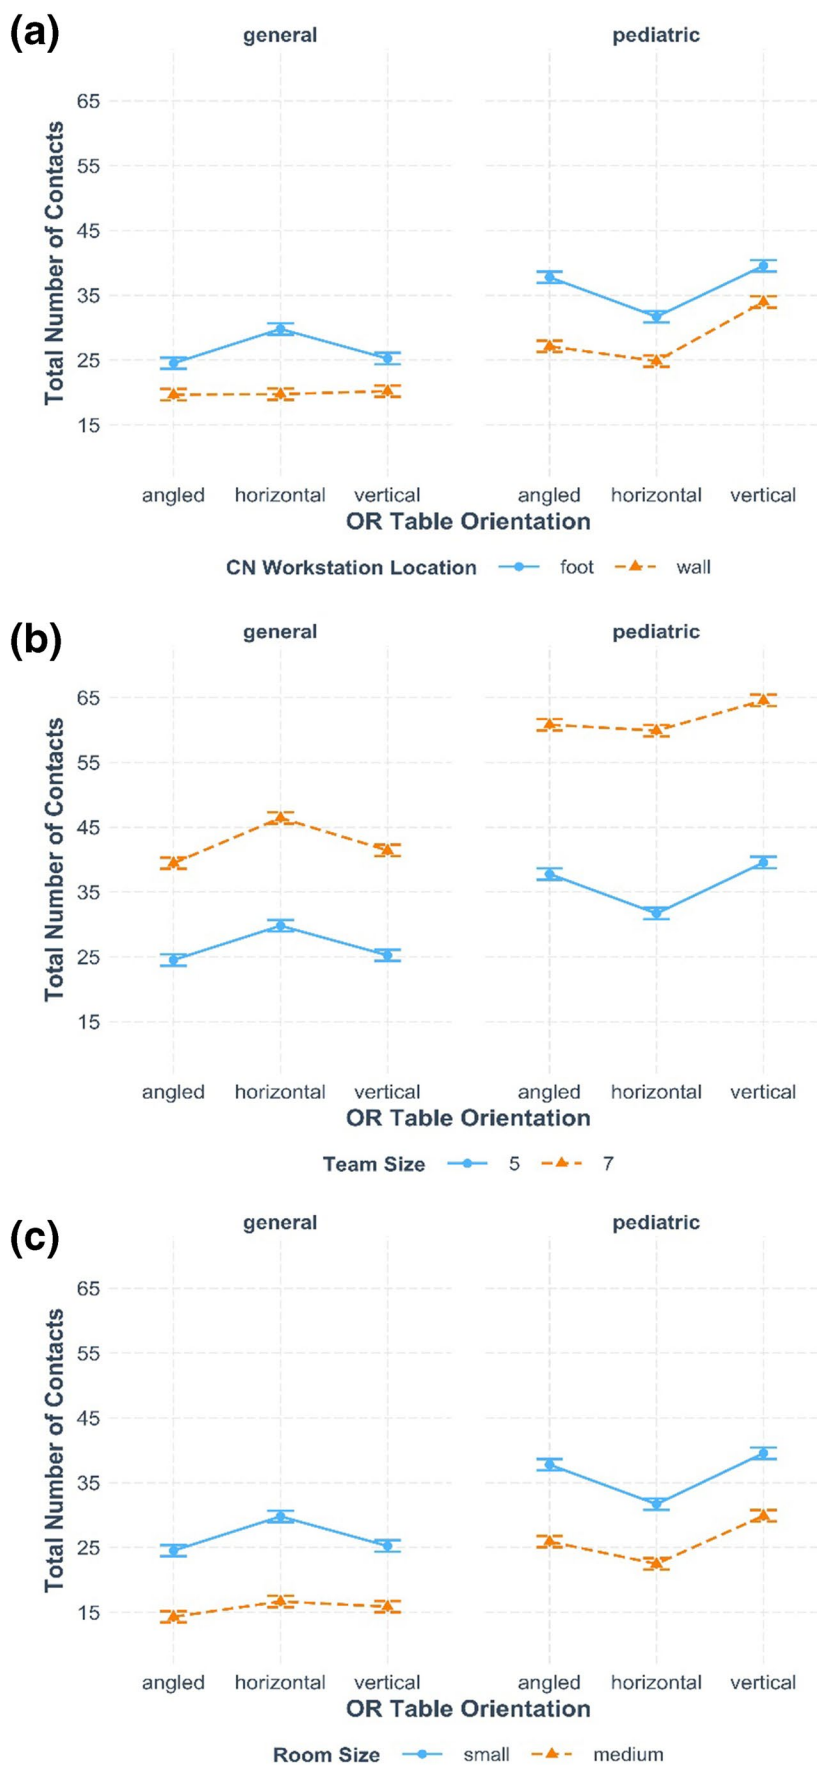 (a)
general pediatric
65
55
45
35
25
15
Total Number of Contacts
angled horizontal vertical angled horizontal vertical
OR Table Orientation
CN Workstation Location foot wall
(b)
general pediatric
65
55
45
35
25
15
Total Number of Contacts
angled horizontal vertical angled horizontal vertical
OR Table Orientation
Team Size 5 7
(c)
general pediatric
65
55
45
35
25
15
Total Number of Contacts
angled horizontal vertical angled horizontal vertical
OR Table Orientation
Room Size small medium